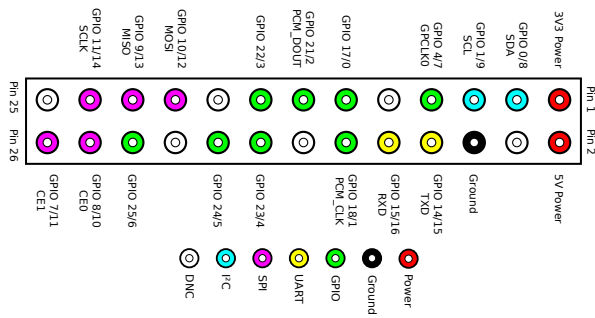 3V3 Power
GPIO 0/8
SDA
GPIO 1/9
SCL
GPIO 4/7
GPCLK0
GPIO 17/0
GPIO 21/2
PCM_DOUT
GPIO 22/3
GPIO 10/12
MOSI
GPIO 9/13
MISO
GPIO 11/14
SCLK
Pin 1
Pin 25
Pin 2
Pin 26
5V Power
Ground
GPIO 14/15
TXD
GPIO 15/16
RXD
GPIO 18/1
PCM_CLK
GPIO 23/4
GPIO 24/5
GPIO 25/6
GPIO 8/10
CE0
GPIO 7/11
CE1
Power
Ground
GPIO
UART
SPI
I²C
DNC